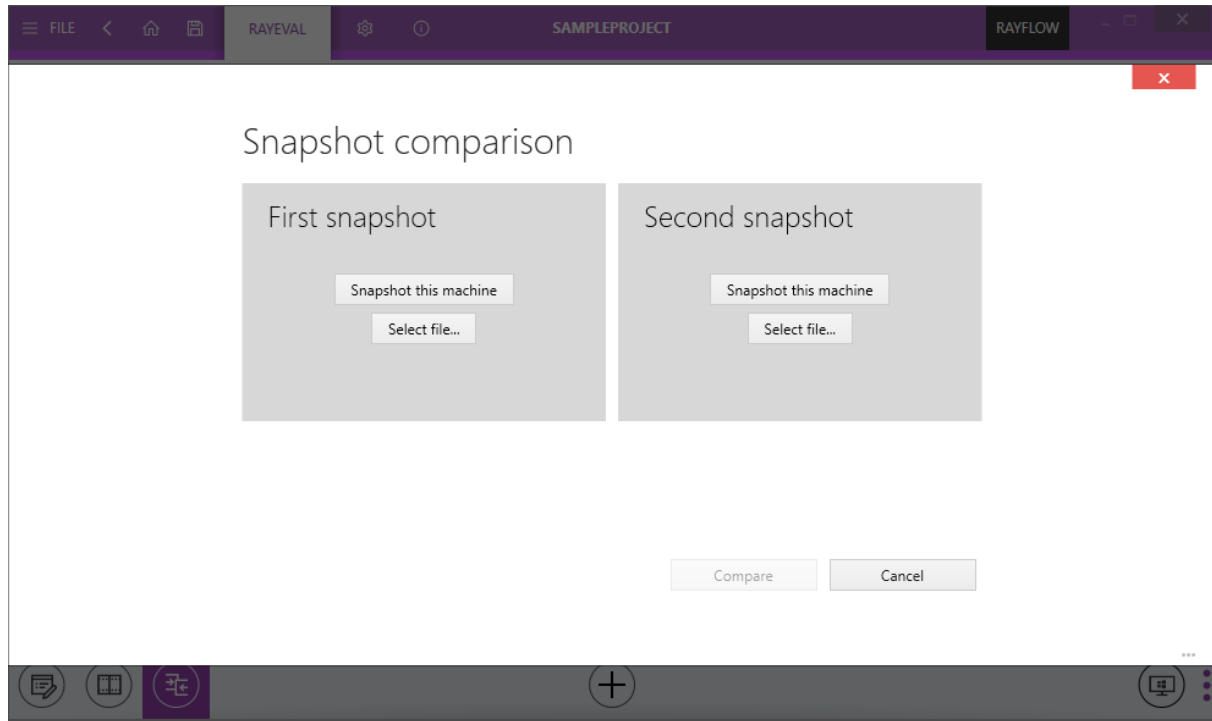 FILE RAYEVAL SAMPLEPROJECT RAYFLOW
Snapshot comparison
First snapshot
Snapshot this machine
Select file...
Second snapshot
Snapshot this machine
Select file...
Compare Cancel